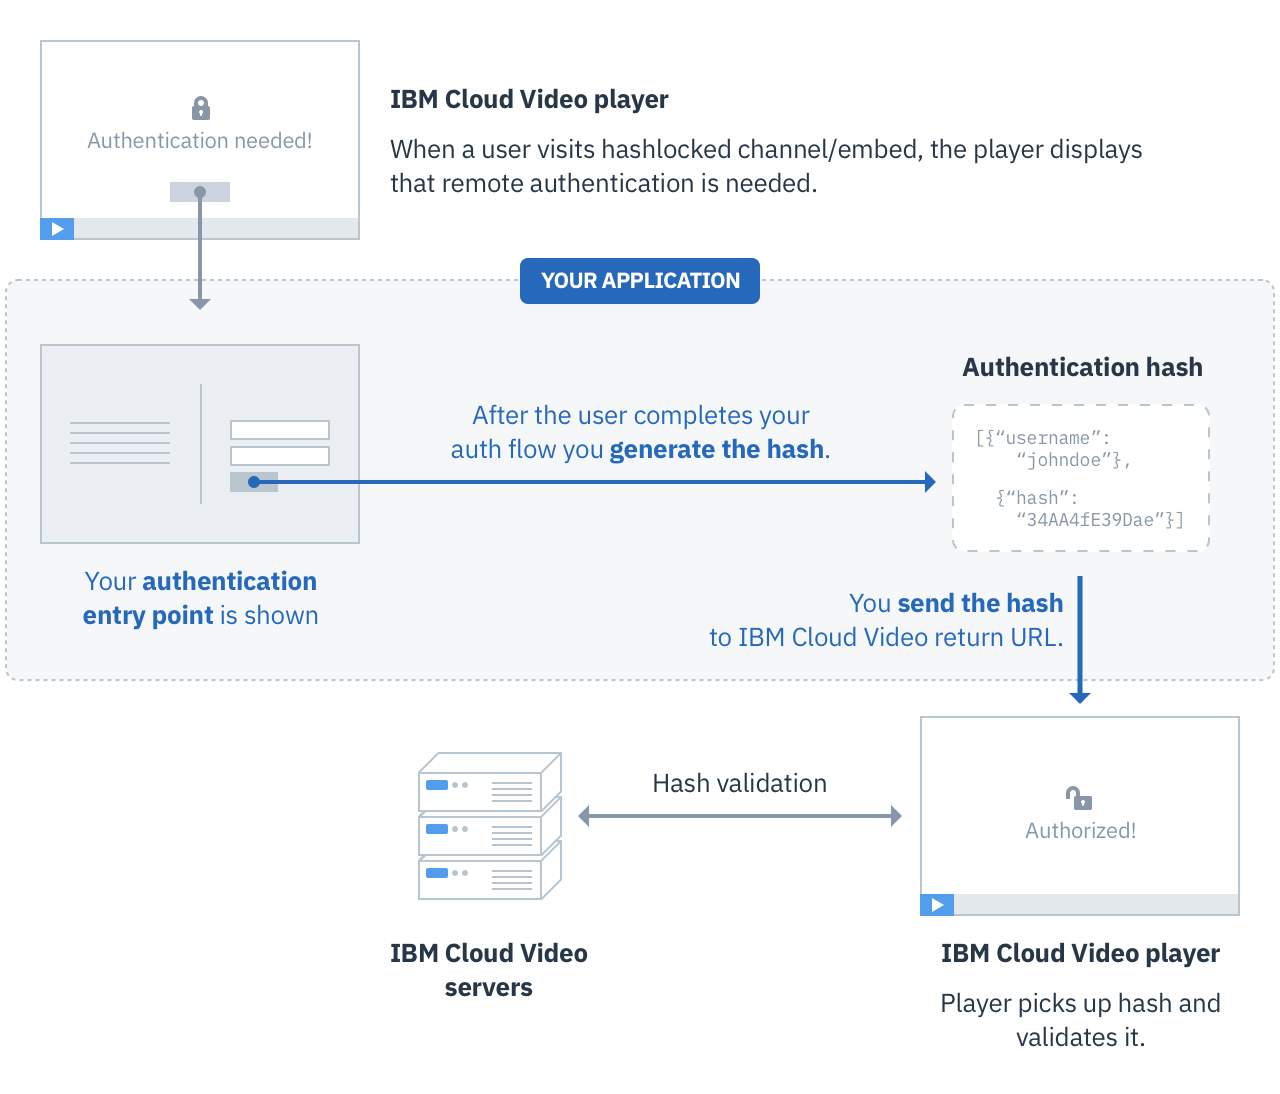 Authentication needed!
IBM Cloud Video player
When a user visits hashlocked channel/embed, the player displays
that remote authentication is needed.
YOUR APPLICATION
After the user completes your
auth flow you generate the hash.
Authentication hash
[{“username”:
“johndoe”},
{“hash”:
“34AA4fE39Dae”}]
Your authentication
entry point is shown
You send the hash
to IBM Cloud Video return URL.
Hash validation
Authorized!
IBM Cloud Video
servers
IBM Cloud Video player
Player picks up hash and
validates it.